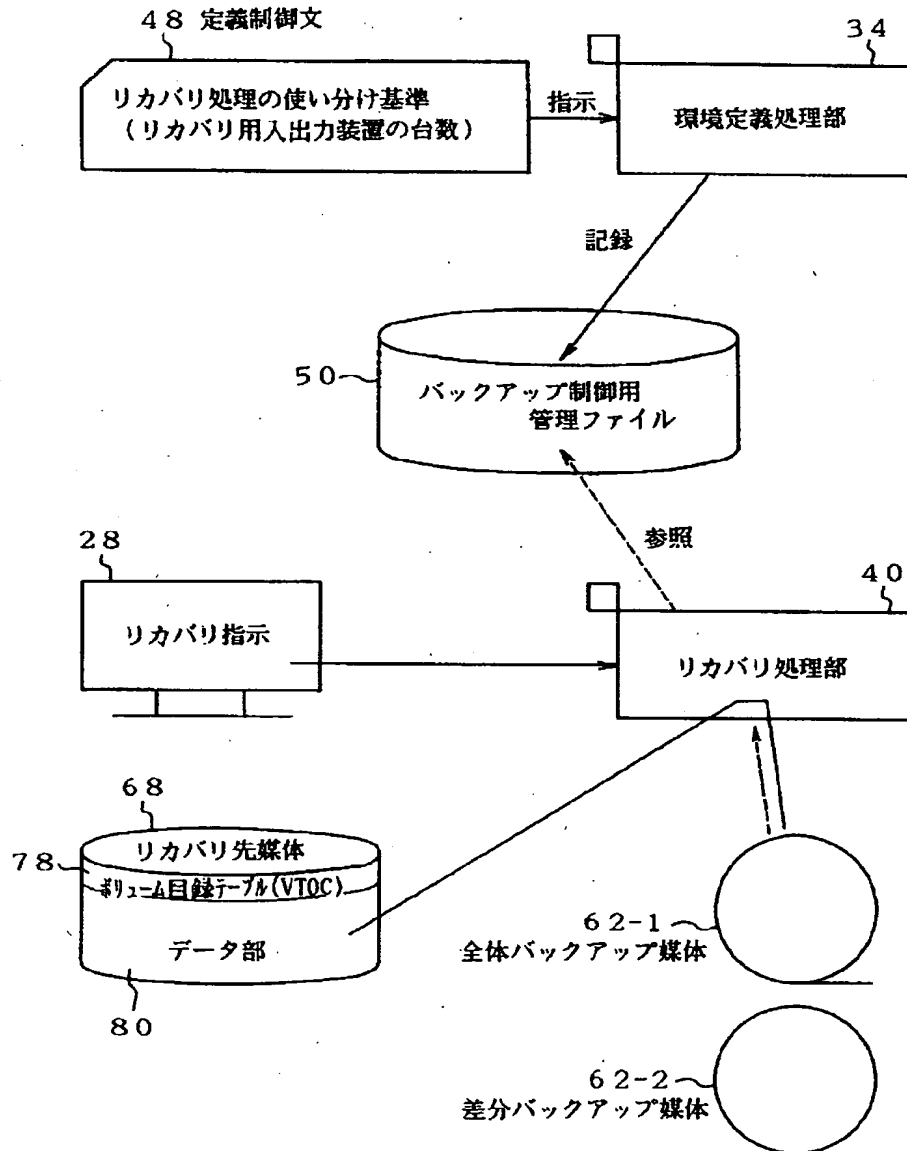 48 定義制御文
34
リカバリ処理の使い分け基準
(リカバリ用入出力装置の台数)
指示
環境定義処理部
記録
50
バックアップ制御用
管理ファイル
28
参照
40
リカバリ指示
リカバリ処理部
68
リカバリ先媒体
78
ボリューム目録テーブル(VTOC)
データ部
80
62-1
全体バックアップ媒体
62-2
差分バックアップ媒体